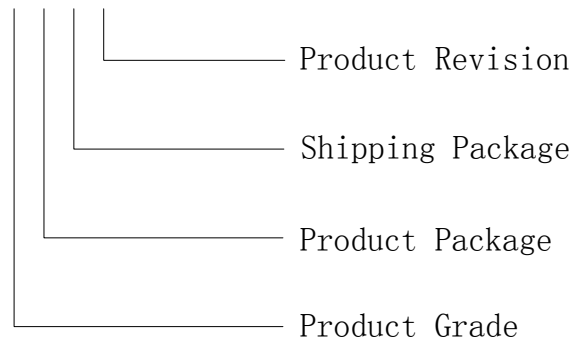 Product Revision
Shipping Package
Product Package
Product Grade